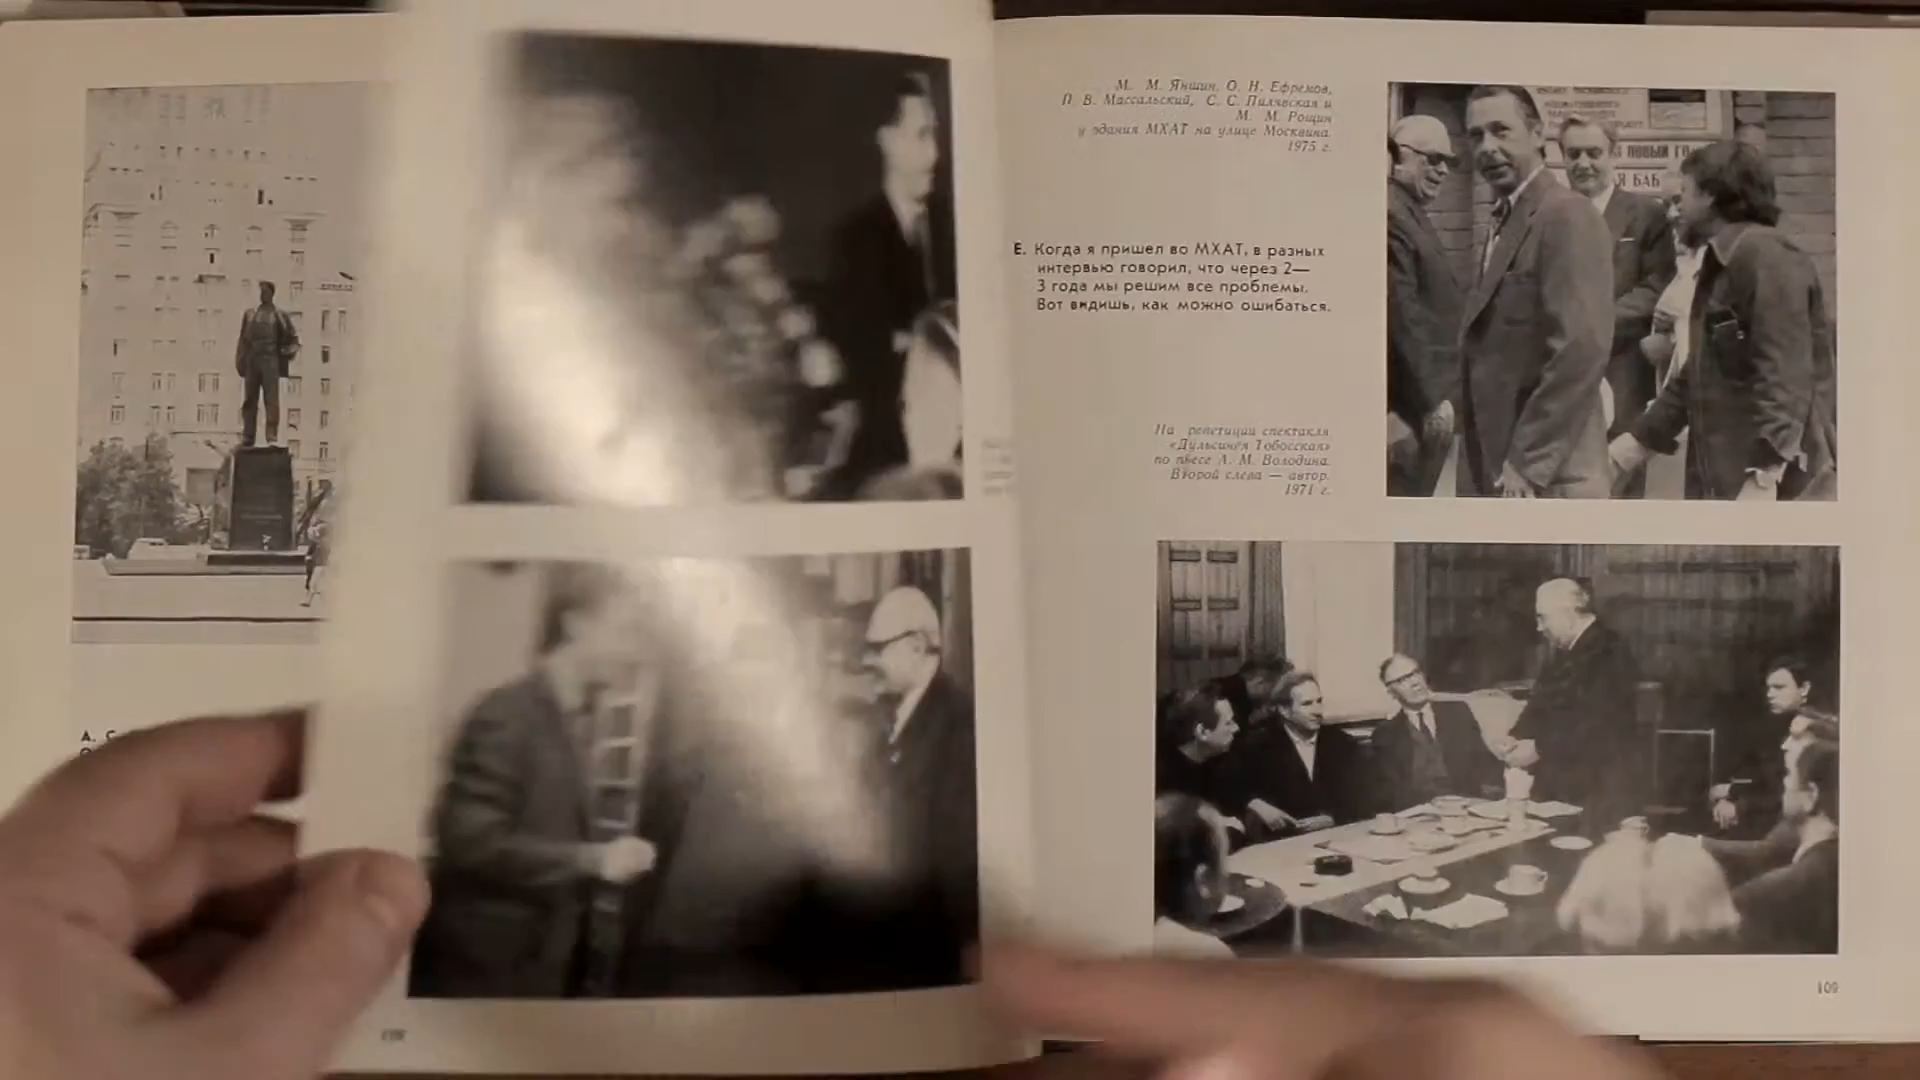 М. М. Яншин, О. Н. Ефремов,
П. В. Массальский, С. С. Пилявская и
М. М. Рощин
у здания МХАТ на улице Москвина.
1975 г.
Е. Когда я пришел во МХАТ, в разных
интервью говорил, что через 2—
3 года мы решим все проблемы.
Вот видишь, как можно ошибаться.
На репетиции спектакля
«Дульсинея Тобосская»
по пьесе А. М. Володина.
Второй слева — автор.
1971 г.
НОВЫЙ
Я БАБ
А. С
109